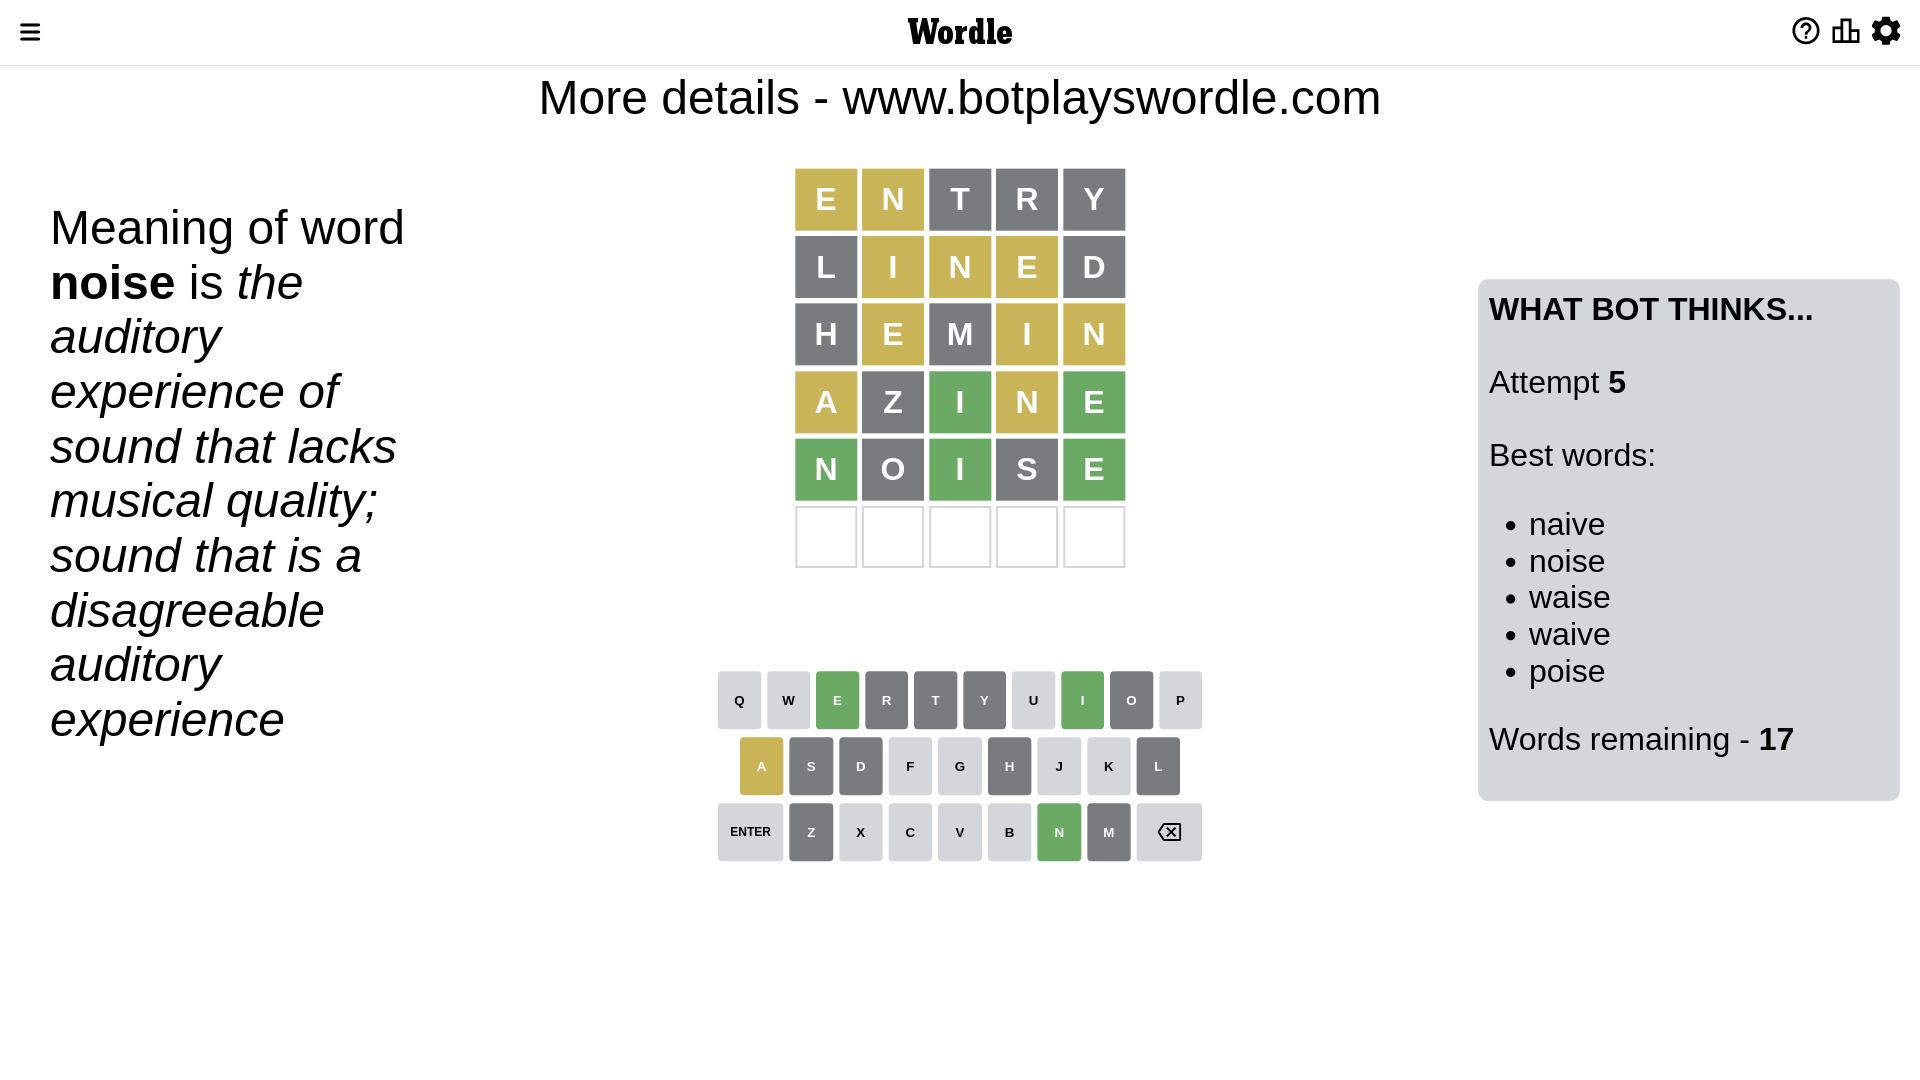 Wordle
More details - www.botplayswordle.com
Meaning of word
noise is the
auditory
experience of
sound that lacks
musical quality;
sound that is a
disagreeable
auditory
experience
E N T R Y
L I N E D
H E M I N
A Z I N E
N O I S E
Q W E R T Y U I O P
A S D F G H J K L
ENTER Z X C V B N M
WHAT BOT THINKS...
Attempt 5
Best words:
• naive
• noise
• waise
• waive
• poise
Words remaining - 17